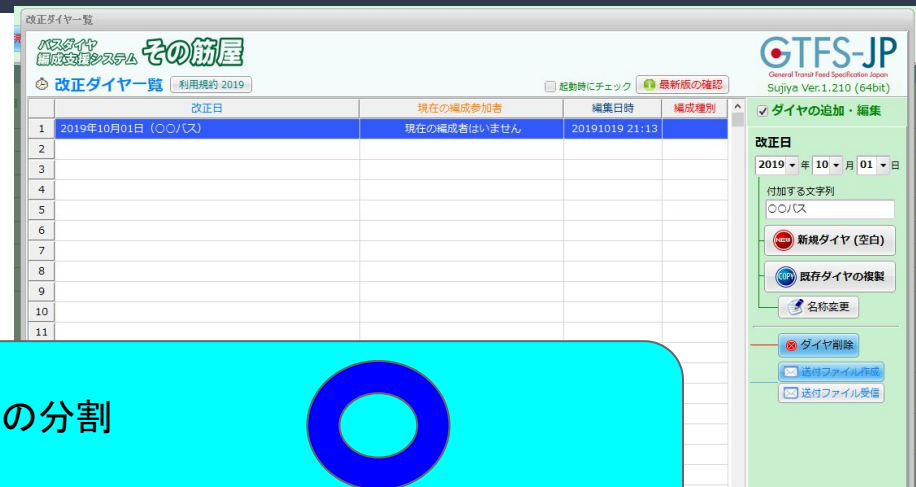 改正ダイヤ一覧
バスダイヤ
編成支援システム その筋屋
GTFS-JP
General Transit Feed Specification Japan
Sujiya Ver.1.210 (64bit)
改正ダイヤ一覧 利用規約 2019 起動時にチェック 最新版の確認
改正日 現在の編成参加者 編集日時 編成種別 ダイヤの追加・編集
1 2019年10月01日（○○バス） 現在の編成者はいません 20191019 21:13
2
3
4
5
6
7
8
9
10
11
改正日
2019 年 10 月 01 日
付加する文字列
○○バス
NEW 新規ダイヤ (空白)
COPY 既存ダイヤの複製
名称変更
ダイヤ削除
送付ファイル作成
送付ファイル受信
の分割